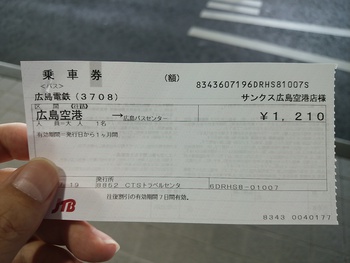 乗 車 券 (額) 8343607196DRHS81007S
<バス>
広島電鉄(3708) サンクス広島空港店様
区 間
広島空港 →広島バスセンター ￥1,210
人 員－大 人 1名
有効期間－発行日から1ヶ月間
発行所
19 8852 CTSトラベルセンタ 6DRHS8-01007
往復割引の有効期間7日間有効。
JTB
8343 0040177